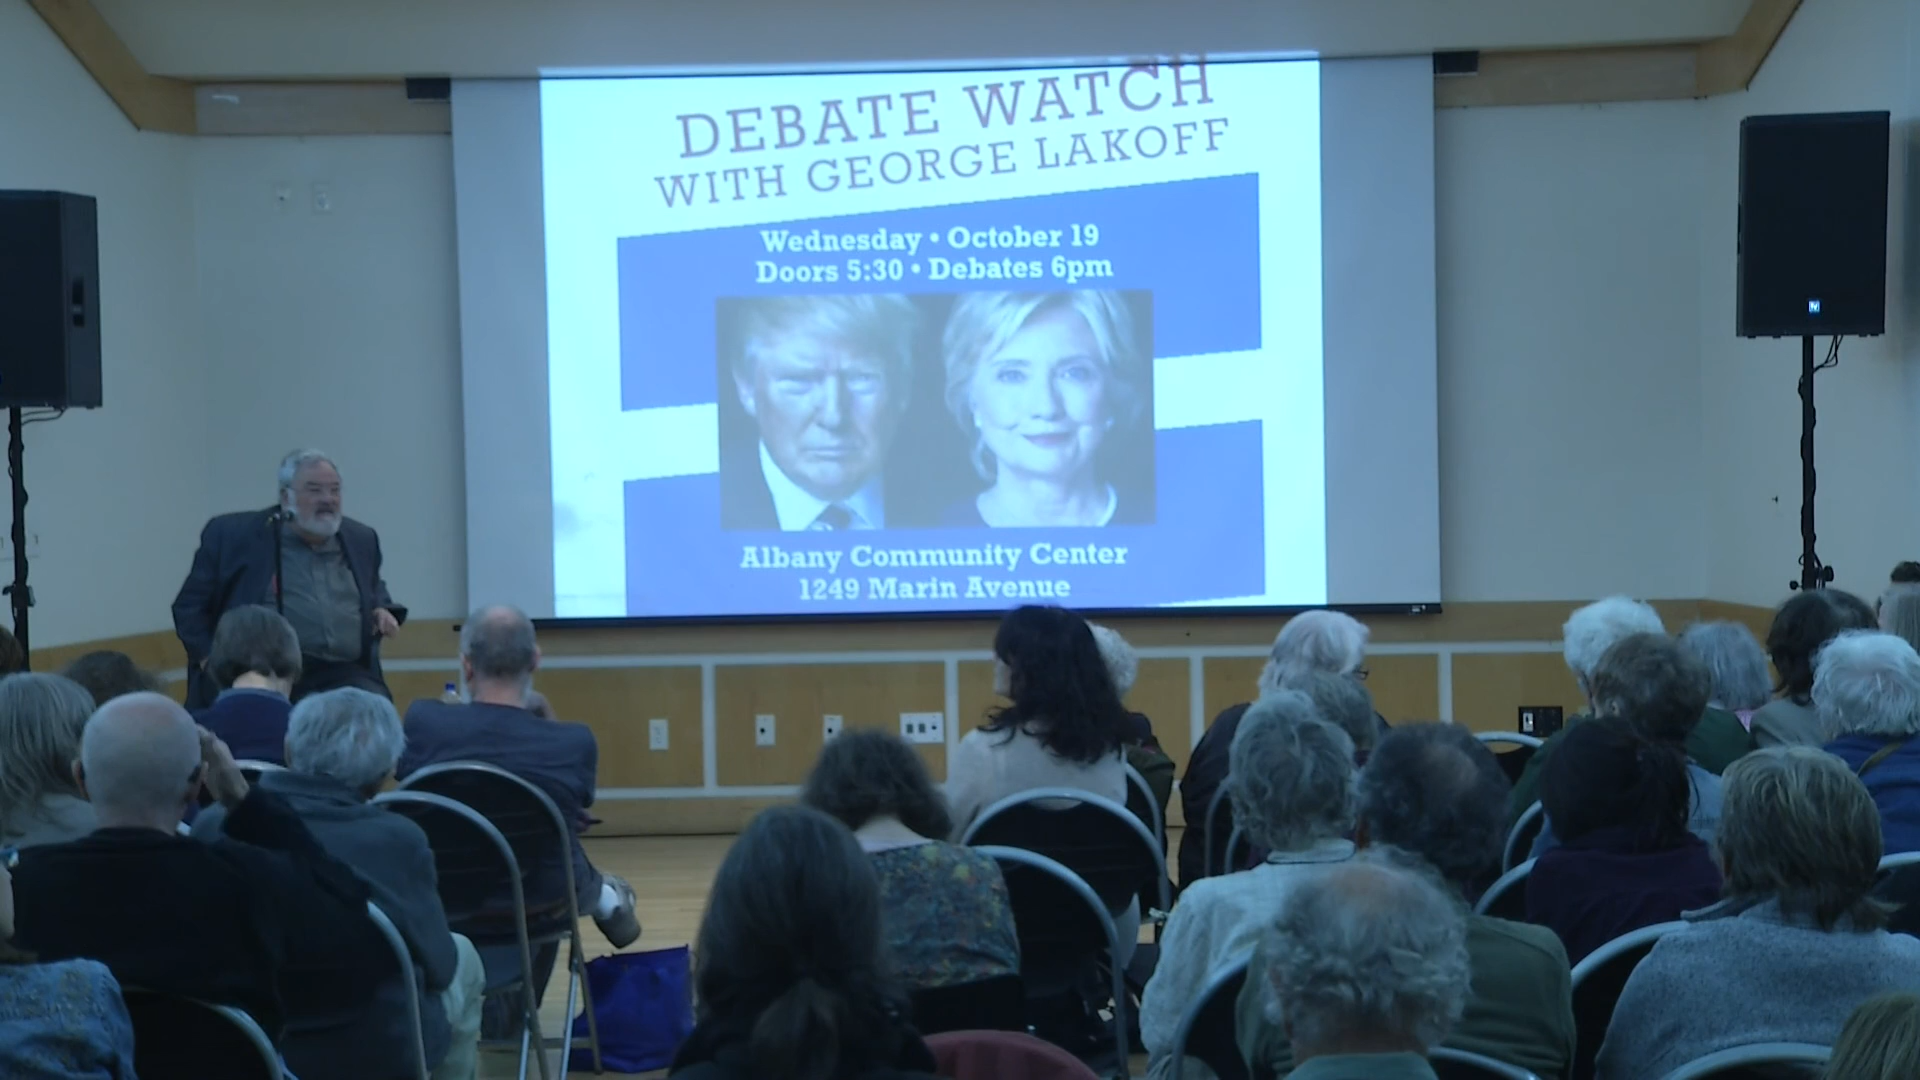 DEBATE WATCH
WITH GEORGE LAKOFF
Wednesday • October 19
Doors 5:30 • Debates 6pm
Albany Community Center
1249 Marin Avenue